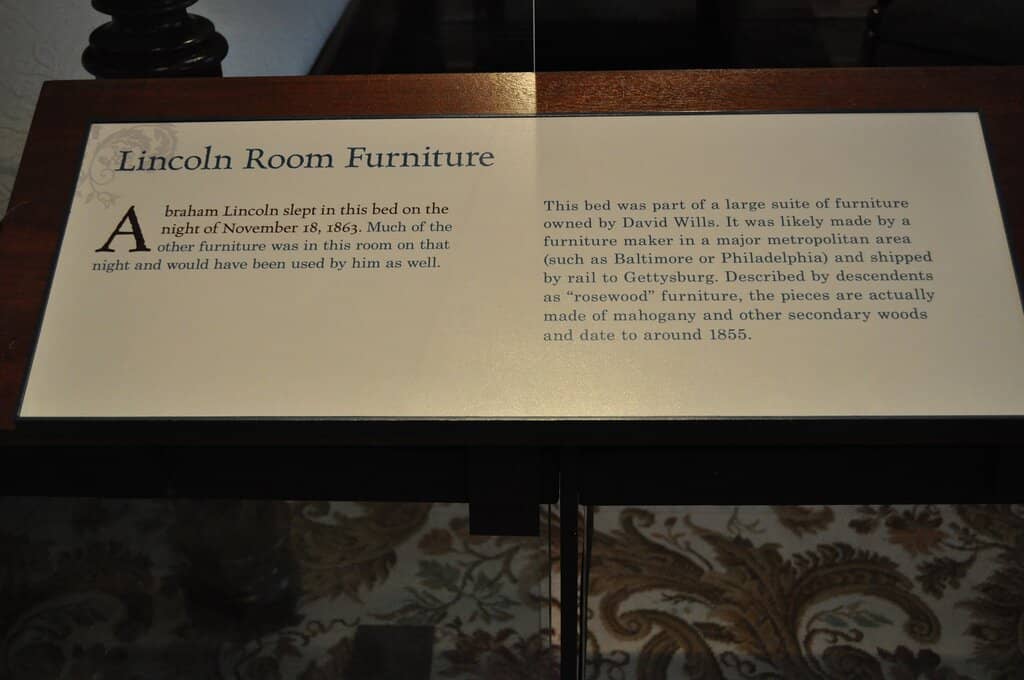 Lincoln Room Furniture
Abraham Lincoln slept in this bed on the
night of November 18, 1863. Much of the
other furniture was in this room on that
night and would have been used by him as well.
This bed was part of a large suite of furniture
owned by David Wills. It was likely made by a
furniture maker in a major metropolitan area
(such as Baltimore or Philadelphia) and shipped
by rail to Gettysburg. Described by descendents
as “rosewood” furniture, the pieces are actually
made of mahogany and other secondary woods
and date to around 1855.